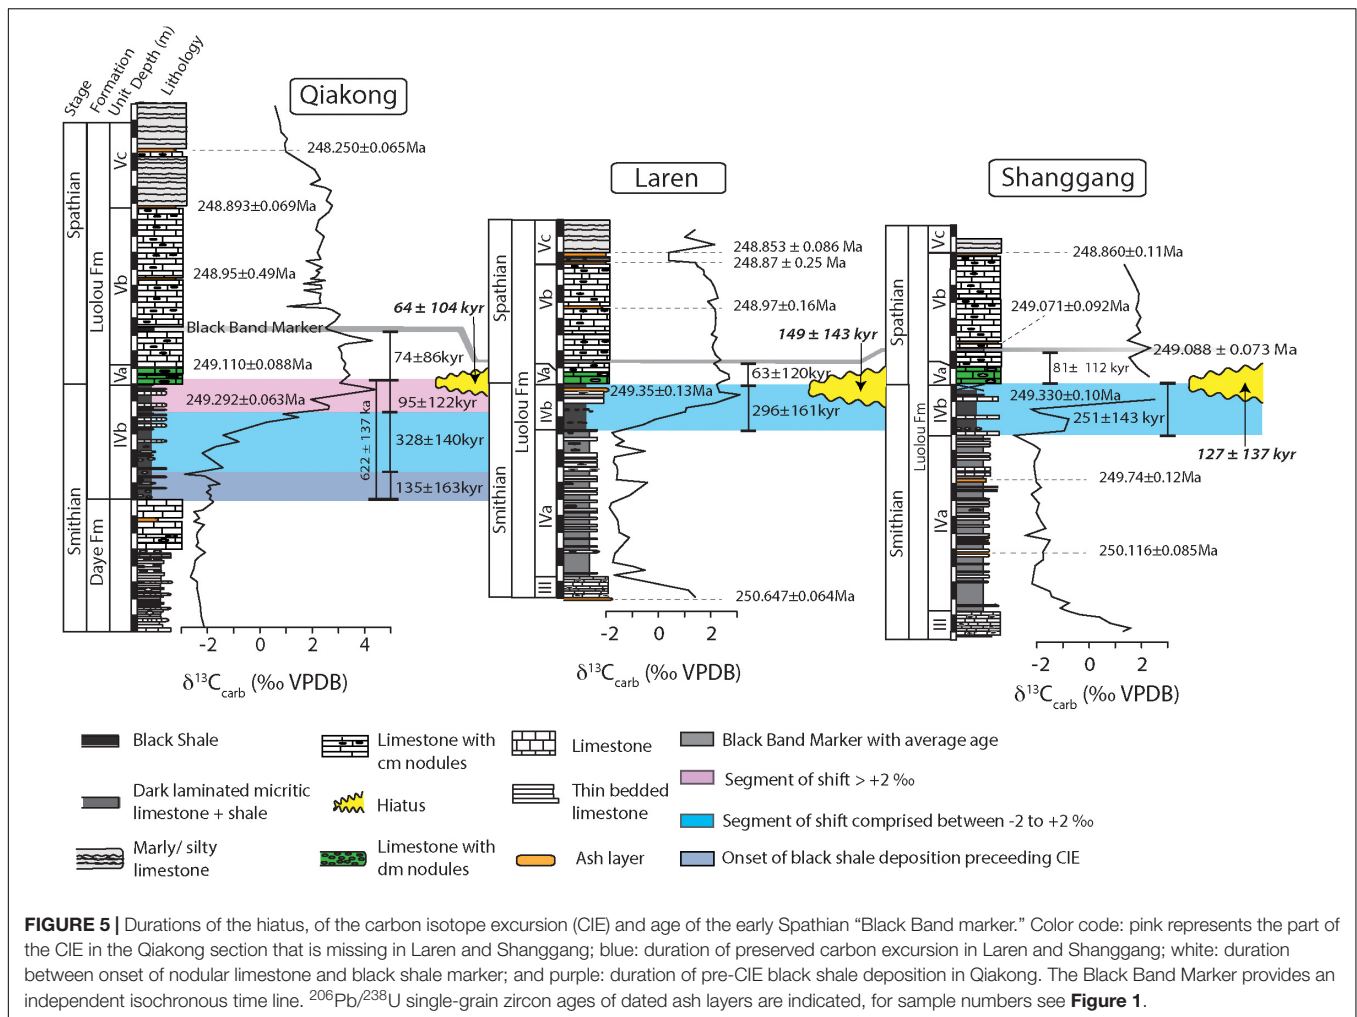 Stage
Formation
Unit
Depth (m)
Lithology
Qiakong
Spathian
Smithian
Luolou Fm
Daye Fm
Vc
Vb
Va
IVb
248.250±0.065Ma
248.893±0.069Ma
248.95±0.49Ma
Black Band Marker
249.110±0.088Ma
249.292±0.063Ma
74±86kyr
95±122kyr
328±140kyr
135±163kyr
622 ± 137 ka
64 ± 104 kyr
-2 0 2 4
δ13Ccarb (‰ VPDB)
Laren
Spathian
Smithian
Luolou Fm
Vc
Vb
Va
IVb
IVa
III
248.853 ± 0.086 Ma
248.87 ± 0.25 Ma
248.97±0.16Ma
149 ± 143 kyr
63±120kyr
249.35±0.13Ma
296±161kyr
250.647±0.064Ma
-2 0 2
δ13Ccarb (‰ VPDB)
Shanggang
Spathian
Smithian
Luolou Fm
Vc
Vb
Va
IVb
IVa
III
248.860±0.11Ma
249.071±0.092Ma
249.088 ± 0.073 Ma
81± 112 kyr
249.330±0.10Ma
251±143 kyr
127 ± 137 kyr
249.74±0.12Ma
250.116±0.085Ma
-2 0 2
δ13Ccarb (‰ VPDB)
Black Shale
Dark laminated micritic
limestone + shale
Marly/ silty
limestone
Limestone with
cm nodules
Hiatus
Limestone with
dm nodules
Limestone
Thin bedded
limestone
Ash layer
Black Band Marker with average age
Segment of shift > +2 ‰
Segment of shift comprised between -2 to +2 ‰
Onset of black shale deposition preceeding CIE
FIGURE 5 | Durations of the hiatus, of the carbon isotope excursion (CIE) and age of the early Spathian “Black Band marker.” Color code: pink represents the part of
the CIE in the Qiakong section that is missing in Laren and Shanggang; blue: duration of preserved carbon excursion in Laren and Shanggang; white: duration
between onset of nodular limestone and black shale marker; and purple: duration of pre-CIE black shale deposition in Qiakong. The Black Band Marker provides an
independent isochronous time line. 206Pb/238U single-grain zircon ages of dated ash layers are indicated, for sample numbers see Figure 1.